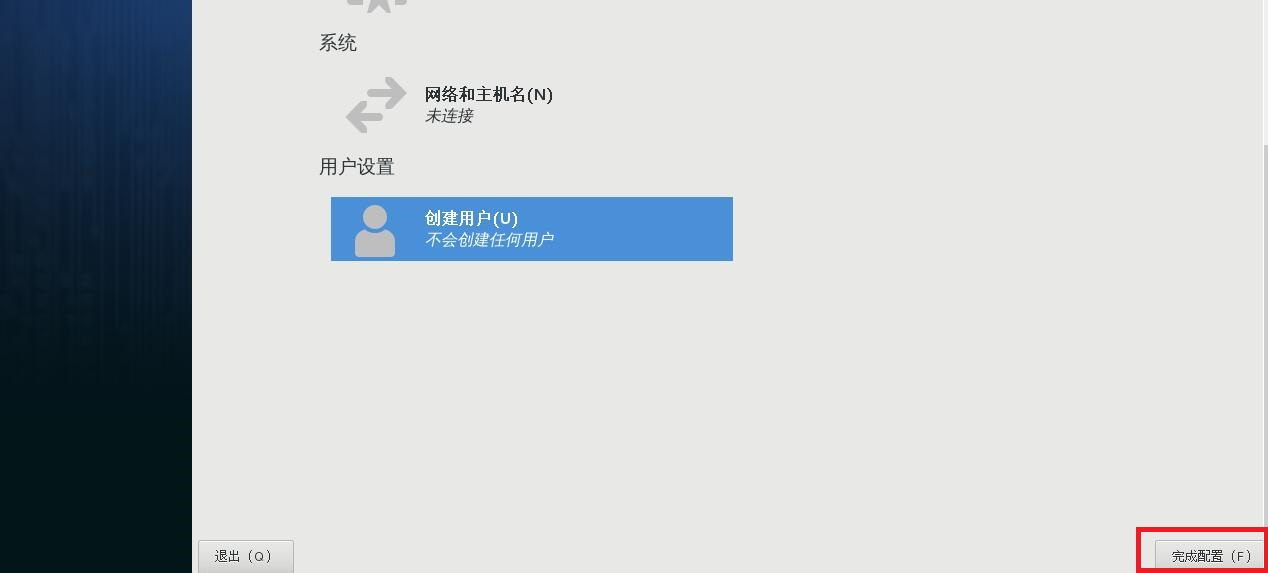 系统
网络和主机名(N)
未连接
用户设置
创建用户(U)
不会创建任何用户
退出（Q）
完成配置（F）